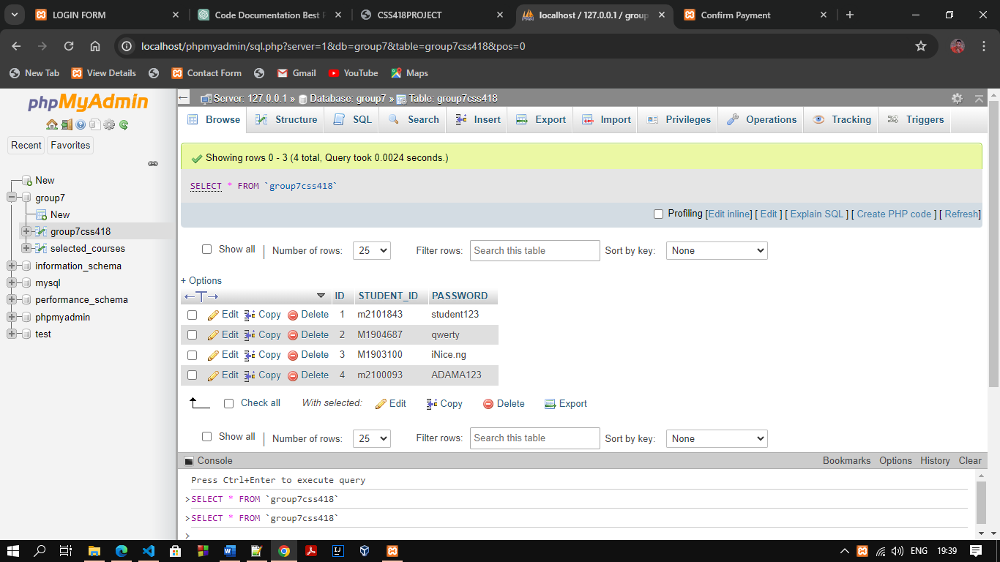 LOGIN FORM
Code Documentation Best P
CSS418PROJECT
localhost / 127.0.0.1 / group
Confirm Payment
localhost/phpmyadmin/sql.php?server=1&db=group7&table=group7css418&pos=0
New Tab
View Details
Contact Form
Gmail
YouTube
Maps
phpMyAdmin
Recent
Favorites
New
group7
New
group7css418
selected_courses
information_schema
mysql
performance_schema
phpmyadmin
test
Server: 127.0.0.1 » Database: group7 » Table: group7css418
Browse Structure SQL Search Insert Export Import Privileges Operations Tracking Triggers
Showing rows 0 - 3 (4 total, Query took 0.0024 seconds.)
SELECT * FROM `group7css418`
Profiling [Edit inline] [ Edit ] [ Explain SQL ] [ Create PHP code ] [ Refresh]
Show all | Number of rows: 25 Filter rows: Search this table Sort by key: None
+ Options
ID STUDENT_ID PASSWORD
Edit Copy Delete 1 m2101843 student123
Edit Copy Delete 2 M1904687 qwerty
Edit Copy Delete 3 M1903100 iNice.ng
Edit Copy Delete 4 m2100093 ADAMA123
Check all With selected: Edit Copy Delete Export
Show all | Number of rows: 25 Filter rows: Search this table Sort by key: None
Console Bookmarks Options History Clear
Press Ctrl+Enter to execute query
>SELECT * FROM `group7css418`
>SELECT * FROM `group7css418`
>
ENG 19:39